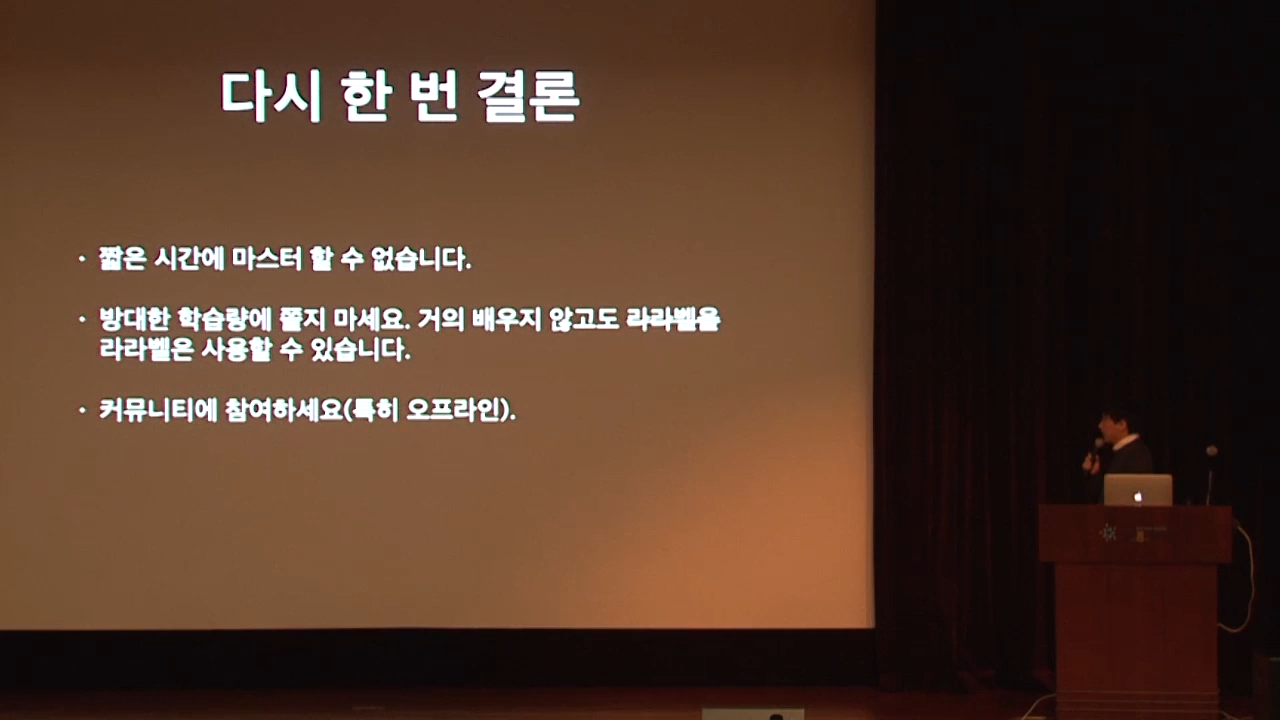 다시 한 번 결론
· 짧은 시간에 마스터 할 수 없습니다.
· 방대한 학습량에 쫄지 마세요. 거의 배우지 않고도 라라벨을
라라벨은 사용할 수 있습니다.
· 커뮤니티에 참여하세요(특히 오프라인).